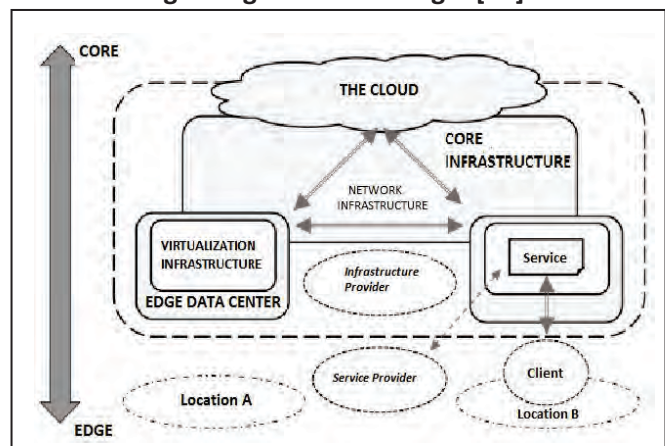 CORE
THE CLOUD
CORE
INFRASTRUCTURE
NETWORK
INFRASTRUCTURE
VIRTUALIZATION
INFRASTRUCTURE
EDGE DATA CENTER
Service
Infrastructure
Provider
Service Provider
Client
Location A
Location B
EDGE